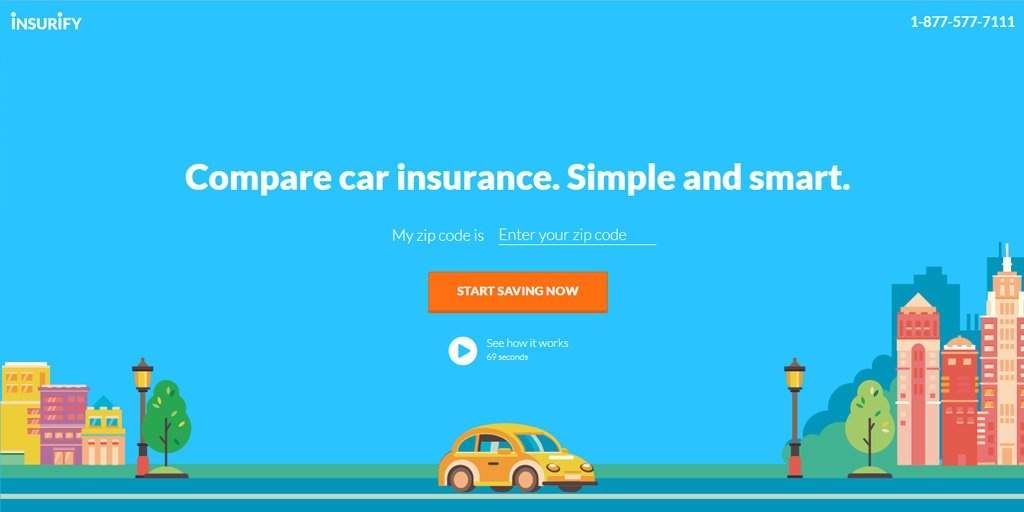 iNSURiFY
1-877-577-7111
Compare car insurance. Simple and smart.
My zip code is Enter your zip code
START SAVING NOW
See how it works
69 seconds